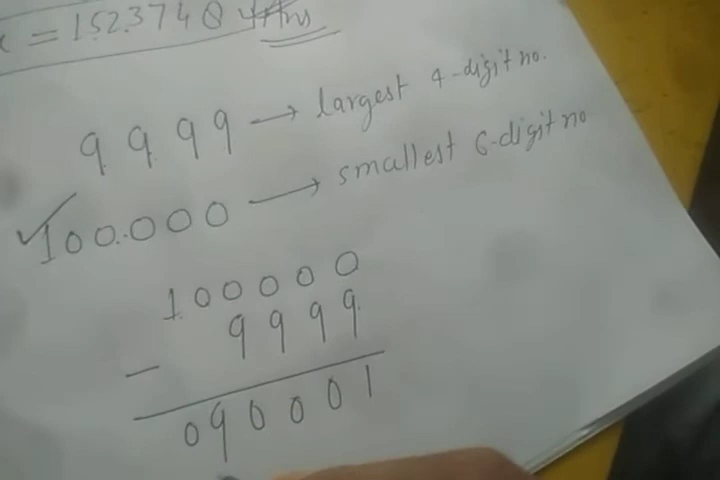 = 152374 Ans
9999 → largest 4-digit no.
100000 → smallest 6-digit no
100000
- 9999
090001